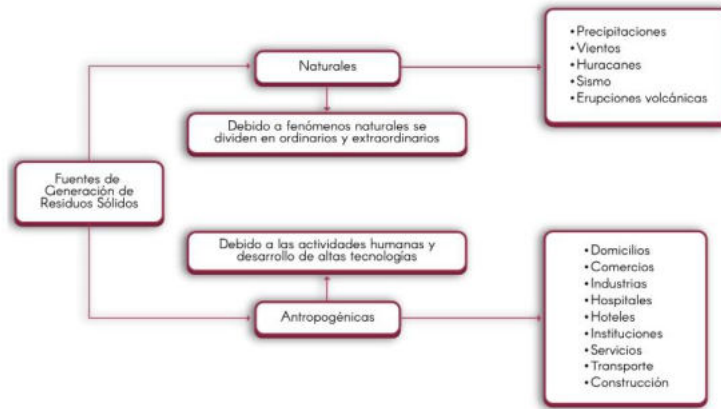 Fuentes de
Generación de
Resíduos Sólidos
Naturales
Debido a fenómenos naturales se
dividen en ordinarios y extraordinarios
• Precipitaciones
• Vientos
• Huracanes
• Sismo
• Erupciones volcánicas
Debido a las actividades humanas y
desarrollo de altas tecnologías
Antropogénicas
• Domicilios
• Comercios
• Industrias
• Hospitales
• Hoteles
• Instituciones
• Servicios
• Transporte
• Construcción